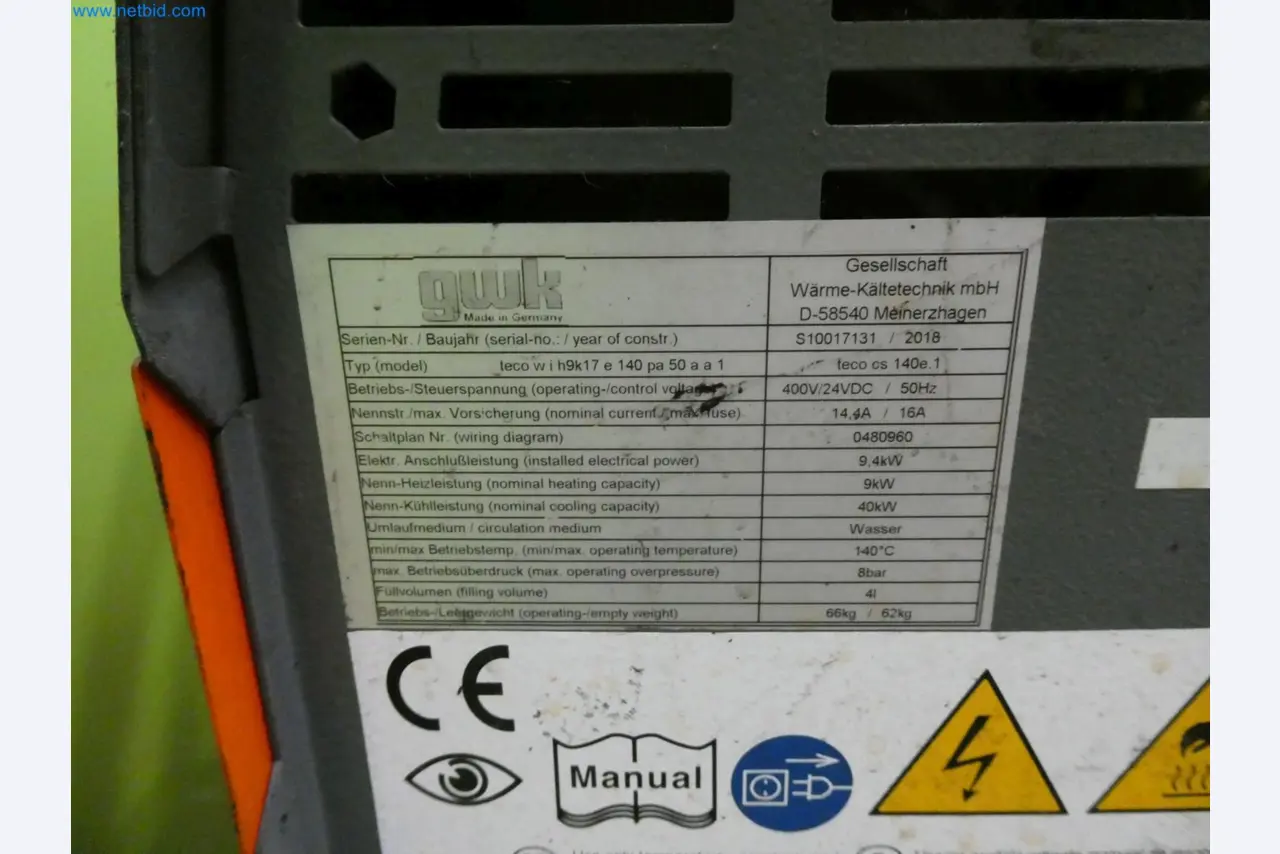 www.netbid.com
gwk
Made in Germany
Gesellschaft
Wärme-Kältetechnik mbH
D-58540 Meinerzhagen
Serien-Nr. / Baujahr (serial-no.: / year of constr.) S10017131 / 2018
Typ (model) teco w i h9k17 e 140 pa 50 a a 1 teco cs 140e.1
Betriebs-/Steuerspannung (operating-/control voltage) 400V/24VDC / 50Hz
Nennstr./max. Vorsicherung (nominal current / max fuse) 14,4A / 16A
Schaltplan Nr. (wiring diagram) 0480960
Elektr. Anschlußleistung (installed electrical power) 9,4kW
Nenn-Heizleistung (nominal heating capacity) 9kW
Nenn-Kühlleistung (nominal cooling capacity) 40kW
Umlaufmedium / circulation medium Wasser
min/max Betriebstemp. (min/max. operating temperature) 140°C
max. Betriebsüberdruck (max. operating overpressure) 8bar
Füllvolumen (filling volume) 4l
Betriebs-/Leergewicht (operating-/empty weight) 66kg / 62kg
CE
Manual